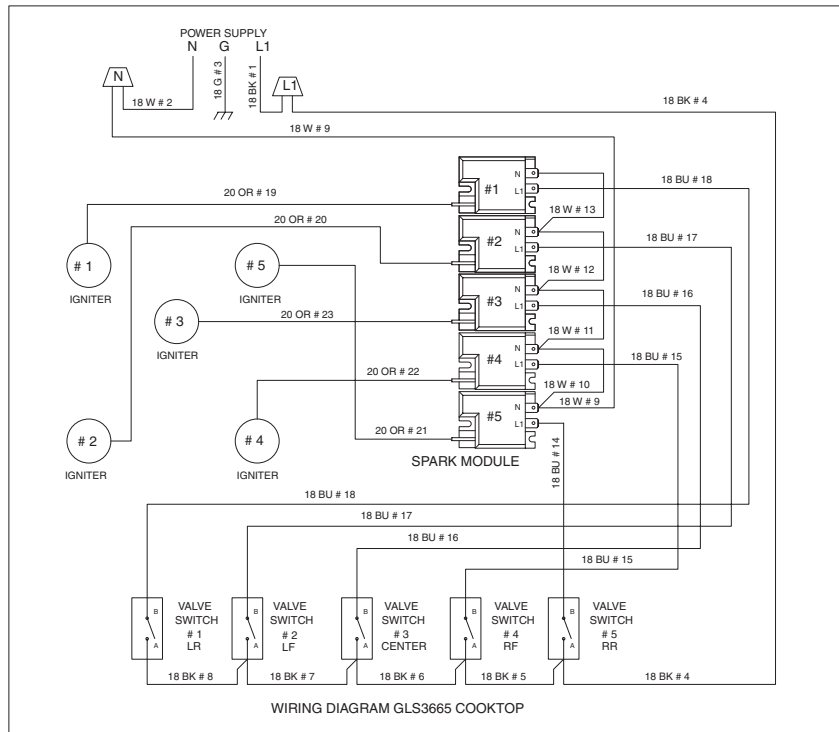 POWER SUPPLY
N G L1
N
L1
18 W # 2
18 G # 3
18 BK # 1
18 BK # 4
18 W # 9
N
#1
L1
18 BU # 18
20 OR # 19
18 W # 13
20 OR # 20
N
#2
L1
18 BU # 17
# 1
IGNITER
# 5
IGNITER
18 W # 12
N
#3
L1
18 BU # 16
# 3
IGNITER
20 OR # 23
18 W # 11
N
#4
L1
18 BU # 15
20 OR # 22
18 W # 10
18 W # 9
N
#5
L1
# 2
IGNITER
# 4
IGNITER
20 OR # 21
SPARK MODULE
18 BU # 14
18 BU # 18
18 BU # 17
18 BU # 16
18 BU # 15
B
A
VALVE
SWITCH
# 1
LR
B
A
VALVE
SWITCH
# 2
LF
B
A
VALVE
SWITCH
# 3
CENTER
B
A
VALVE
SWITCH
# 4
RF
B
A
VALVE
SWITCH
# 5
RR
18 BK # 8
18 BK # 7
18 BK # 6
18 BK # 5
18 BK # 4
WIRING DIAGRAM GLS3665 COOKTOP